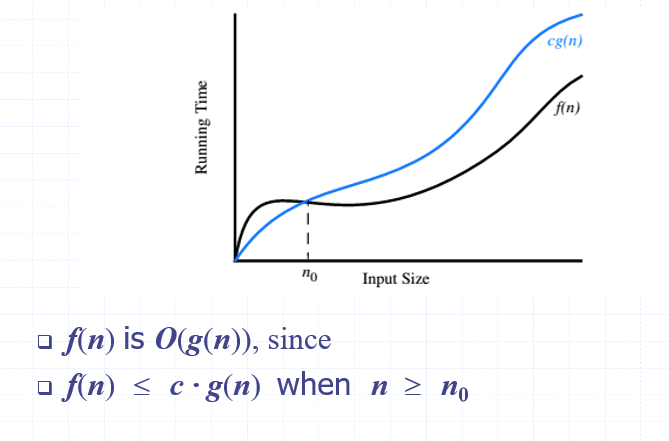 cg(n)
f(n)
Running Time
n₀
Input Size
❑ f(n) is O(g(n)), since
❑ f(n) ≤ c · g(n) when n ≥ n₀